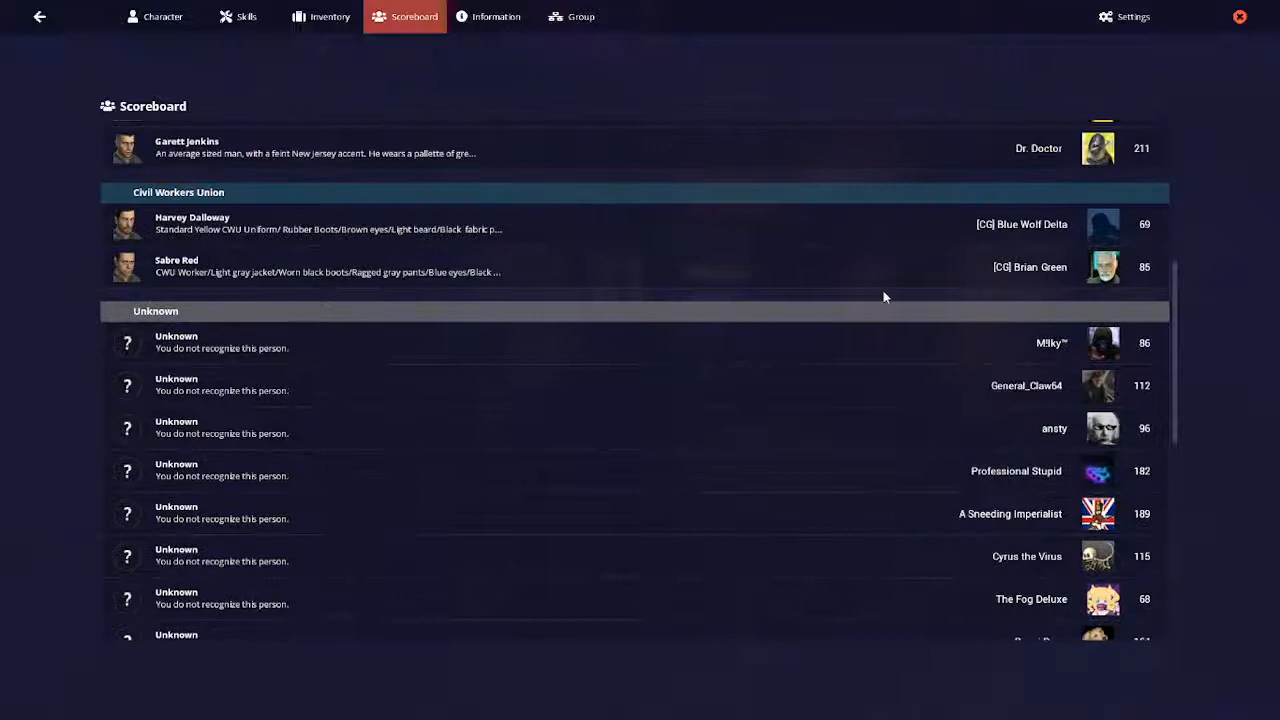 Character
Skills
Inventory
Scoreboard
Information
Group
Settings
Scoreboard
Garett Jenkins
An average sized man, with a feint New Jersey accent. He wears a pallette of gre...
Dr. Doctor
211
Civil Workers Union
Harvey Dalloway
Standard Yellow CWU Uniform/ Rubber Boots/Brown eyes/Light beard/Black fabric p...
[CG] Blue Wolf Delta
69
Sabre Red
CWU Worker/Light gray jacket/Worn black boots/Ragged gray pants/Blue eyes/Black ...
[CG] Brian Green
85
Unknown
Unknown
You do not recognize this person.
M!lky™
86
Unknown
You do not recognize this person.
General_Claw64
112
Unknown
You do not recognize this person.
ansty
96
Unknown
You do not recognize this person.
Professional Stupid
182
Unknown
You do not recognize this person.
A Sneeding Imperialist
189
Unknown
You do not recognize this person.
Cyrus the Virus
115
Unknown
You do not recognize this person.
The Fog Deluxe
68
Unknown